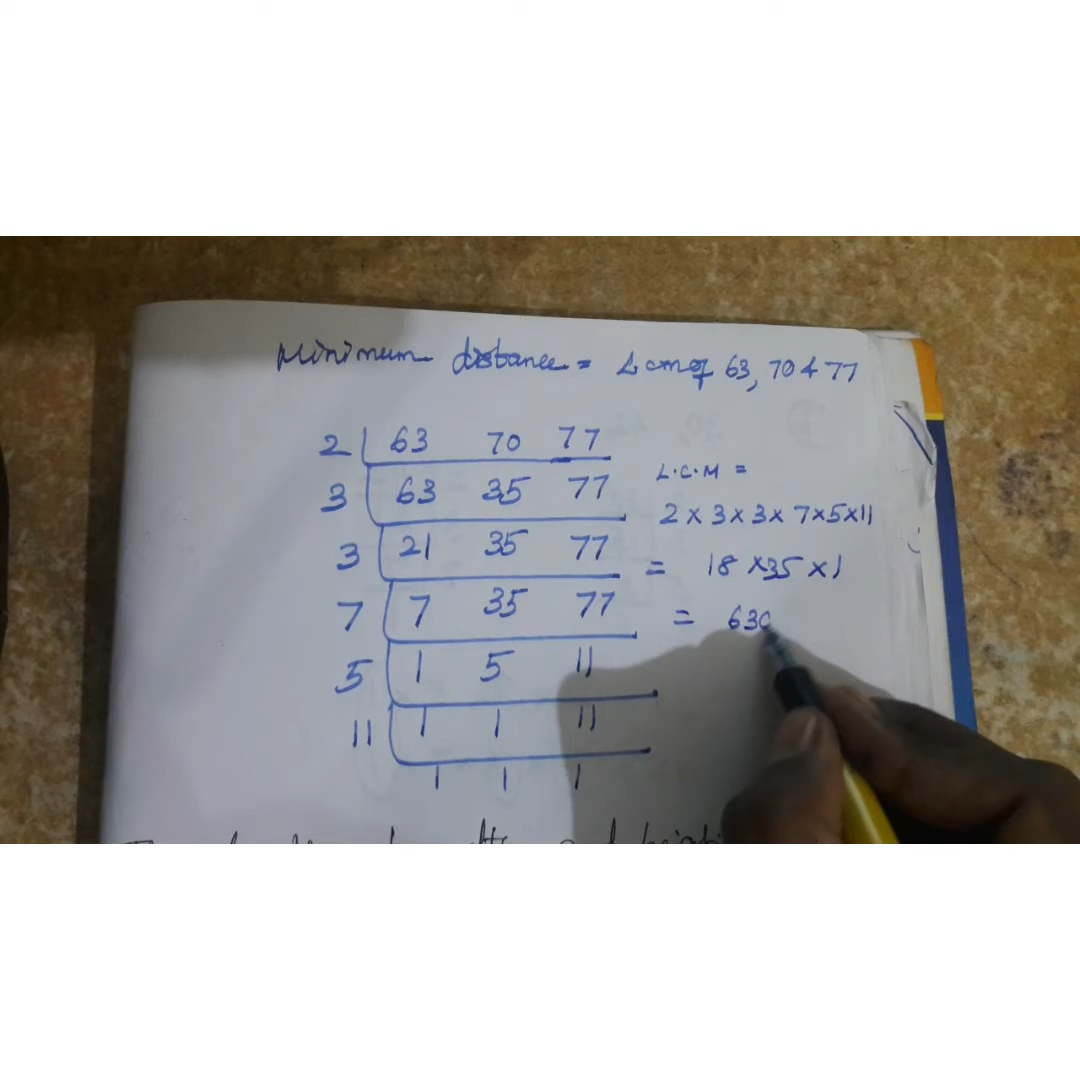 Minimum distance = L cm of 63, 70 & 77
2 63 70 77
3 63 35 77
3 21 35 77
7 7 35 77
5 1 5 11
11 1 1 11
1 1 1
L.C.M =
2 × 3 × 3 × 7 × 5 × 11
= 18 × 35 × 1
= 630